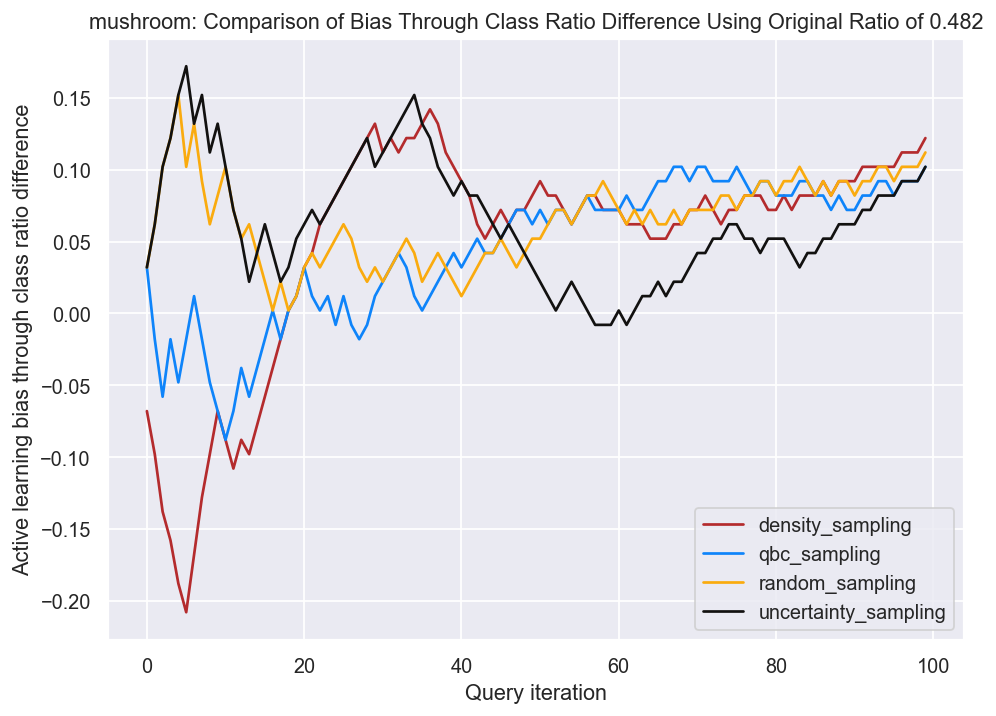 mushroom: Comparison of Bias Through Class Ratio Difference Using Original Ratio of 0.482
Active learning bias through class ratio difference
0.15
0.10
0.05
0.00
−0.05
−0.10
−0.15
−0.20
density_sampling
qbc_sampling
random_sampling
uncertainty_sampling
0 20 40 60 80 100
Query iteration